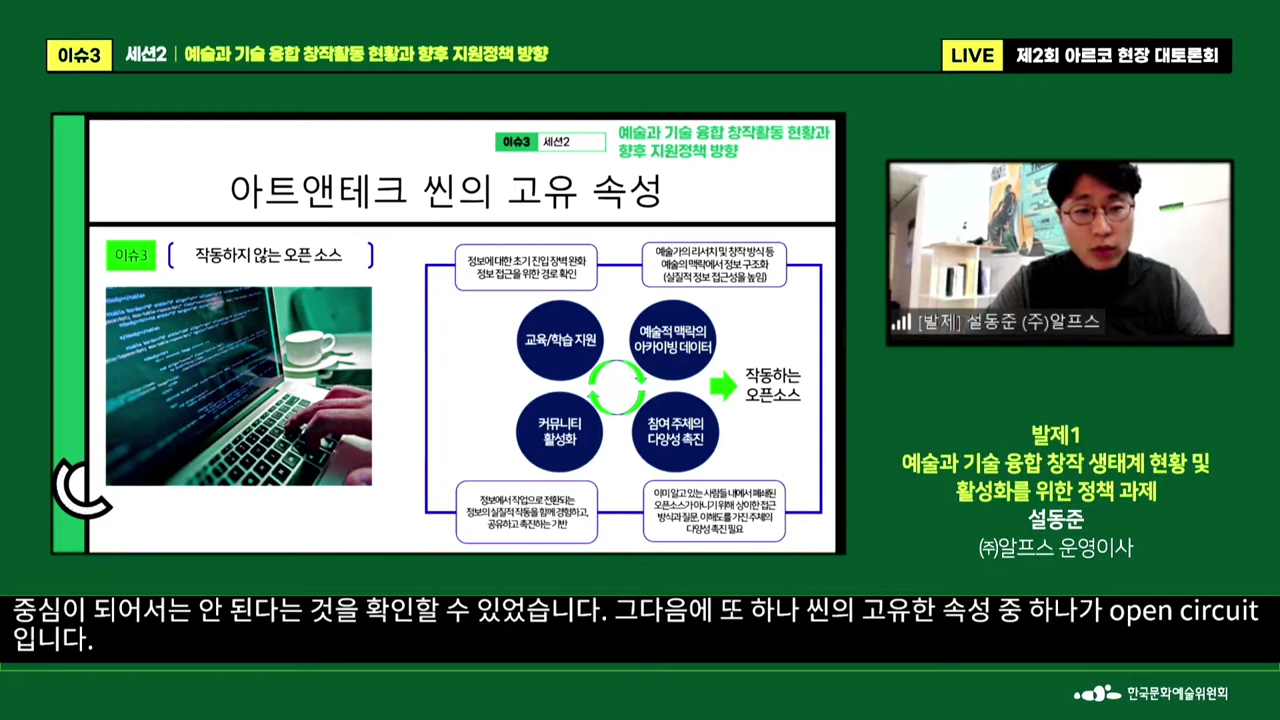 이슈3
세션2 | 예술과 기술 융합 창작활동 현황과 향후 지원정책 방향
LIVE
제2회 아르코 현장 대토론회
이슈3 세션2
예술과 기술 융합 창작활동 현황과
향후 지원정책 방향
아트앤테크 씬의 고유 속성
이슈3
작동하지 않는 오픈 소스
정보에 대한 초기 진입 장벽 완화
정보 접근을 위한 경로 확인
예술가의 리서치 및 창작 방식 등
예술의 맥락에서 정보 구조화
(실질적 정보 접근성을 높임)
교육/학습 지원
예술적 맥락의
아카이빙 데이터
작동하는
오픈소스
커뮤니티
활성화
참여 주체의
다양성 촉진
정보에서 작업으로 전환되는
정보의 실질적 작동을 함께 경험하고,
공유하고 촉진하는 기반
이미 알고 있는 사람들 내에서 폐쇄된
오픈소스가 아니기 위해 상이한 접근
방식과 질문, 이해도를 가진 주체의
다양성 촉진 필요
[발제] 설동준 (주)알프스
발제1
예술과 기술 융합 창작 생태계 현황 및
활성화를 위한 정책 과제
설동준
㈜알프스 운영이사
중심이 되어서는 안 된다는 것을 확인할 수 있었습니다. 그다음에 또 하나 씬의 고유한 속성 중 하나가 open circuit
입니다.
한국문화예술위원회